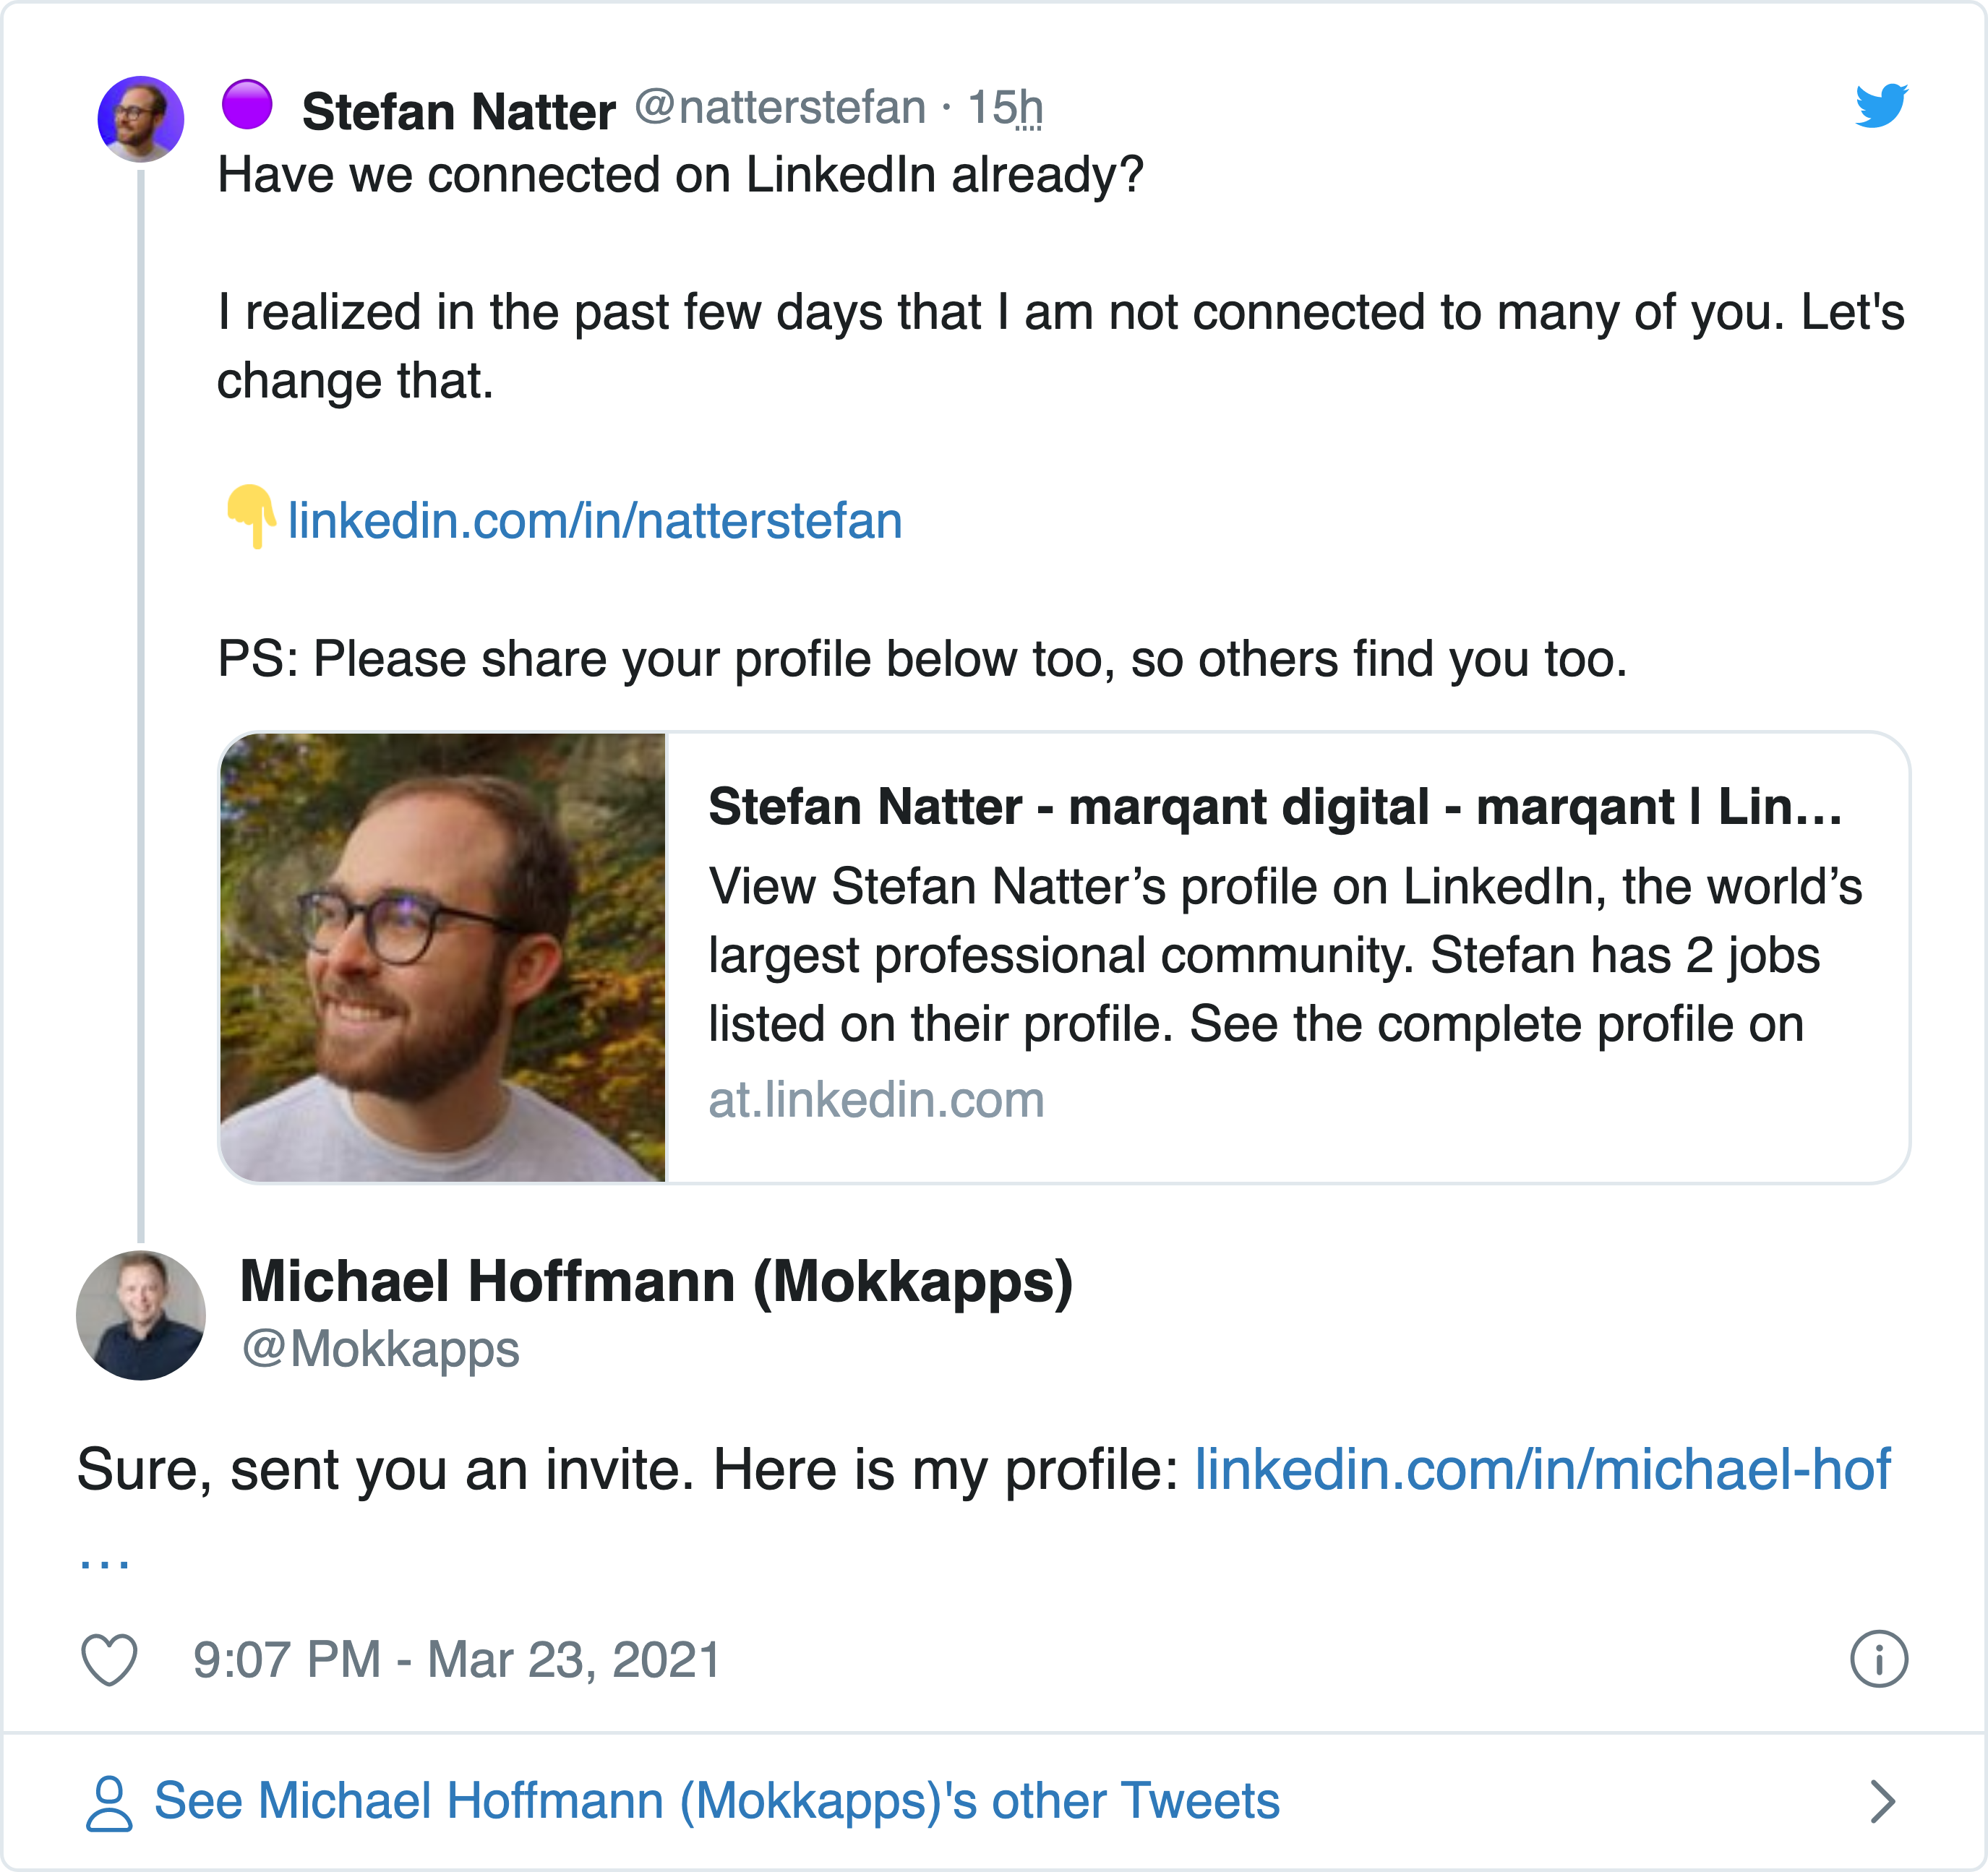 Stefan Natter @natterstefan · 15h
Have we connected on LinkedIn already?
I realized in the past few days that I am not connected to many of you. Let's
change that.
👇linkedin.com/in/natterstefan
PS: Please share your profile below too, so others find you too.
Stefan Natter - marqant digital - marqant | Lin...
View Stefan Natter’s profile on LinkedIn, the world’s
largest professional community. Stefan has 2 jobs
listed on their profile. See the complete profile on
at.linkedin.com
Michael Hoffmann (Mokkapps)
@Mokkapps
Sure, sent you an invite. Here is my profile: linkedin.com/in/michael-hof
...
9:07 PM - Mar 23, 2021
See Michael Hoffmann (Mokkapps)'s other Tweets